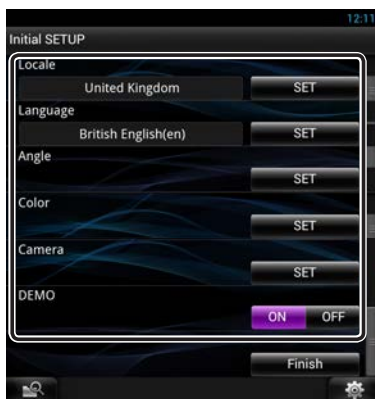 12:11
Initial SETUP
Locale
United Kingdom SET
Language
British English(en) SET
Angle
SET
Color
SET
Camera
SET
DEMO
ON OFF
Finish